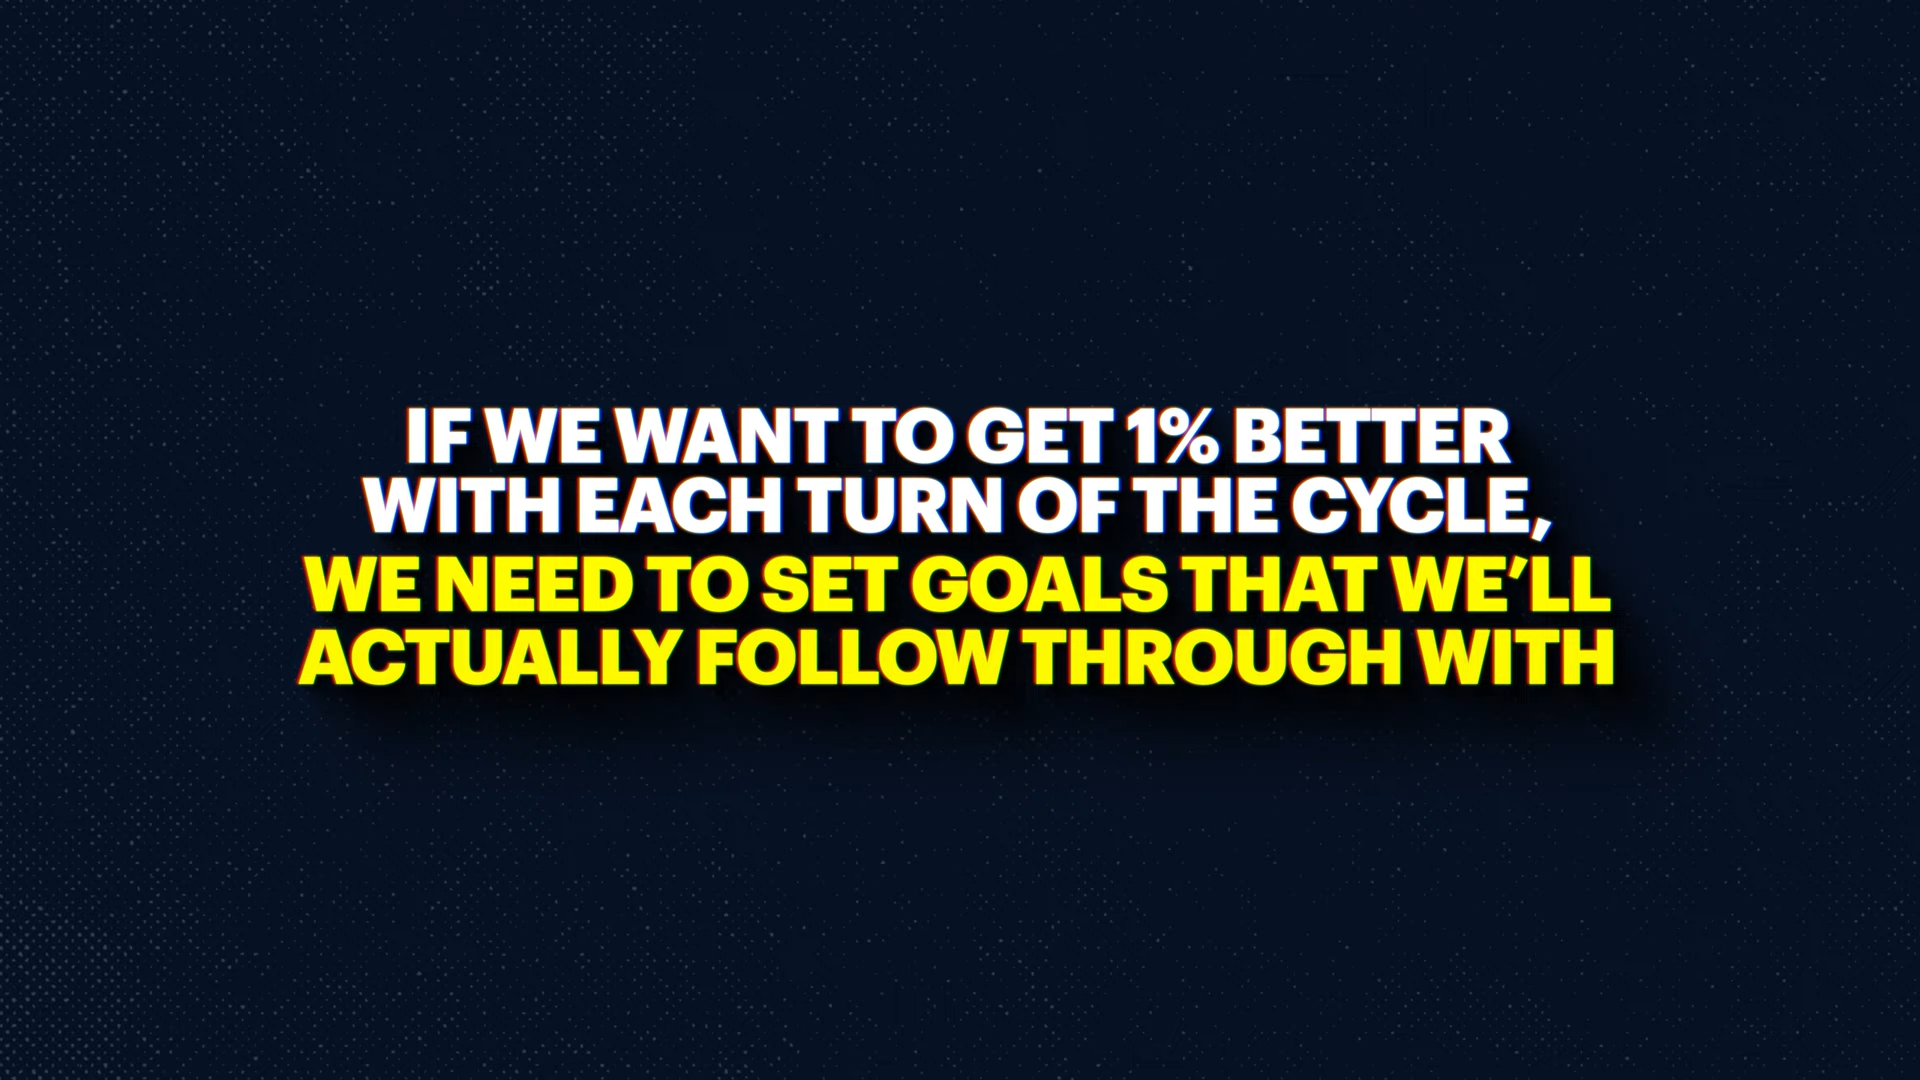 IF WE WANT TO GET 1% BETTER
WITH EACH TURN OF THE CYCLE,
WE NEED TO SET GOALS THAT WE’LL
ACTUALLY FOLLOW THROUGH WITH